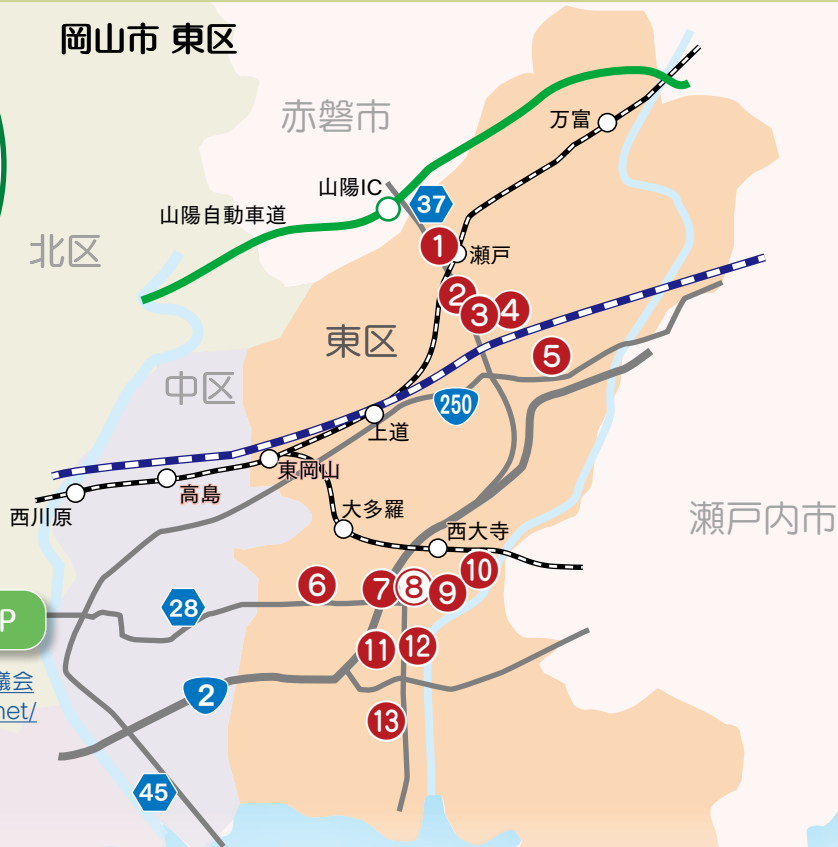 岡山市 東区
赤磐市
万富
山陽IC
37
山陽自動車道
北区
1
瀬戸
2
3
4
東区
5
中区
250
上道
東岡山
高島
西川原
大多羅
西大寺
瀬戸内市
10
6
7
8
9
28
P
11
12
議会
2
net/
13
45